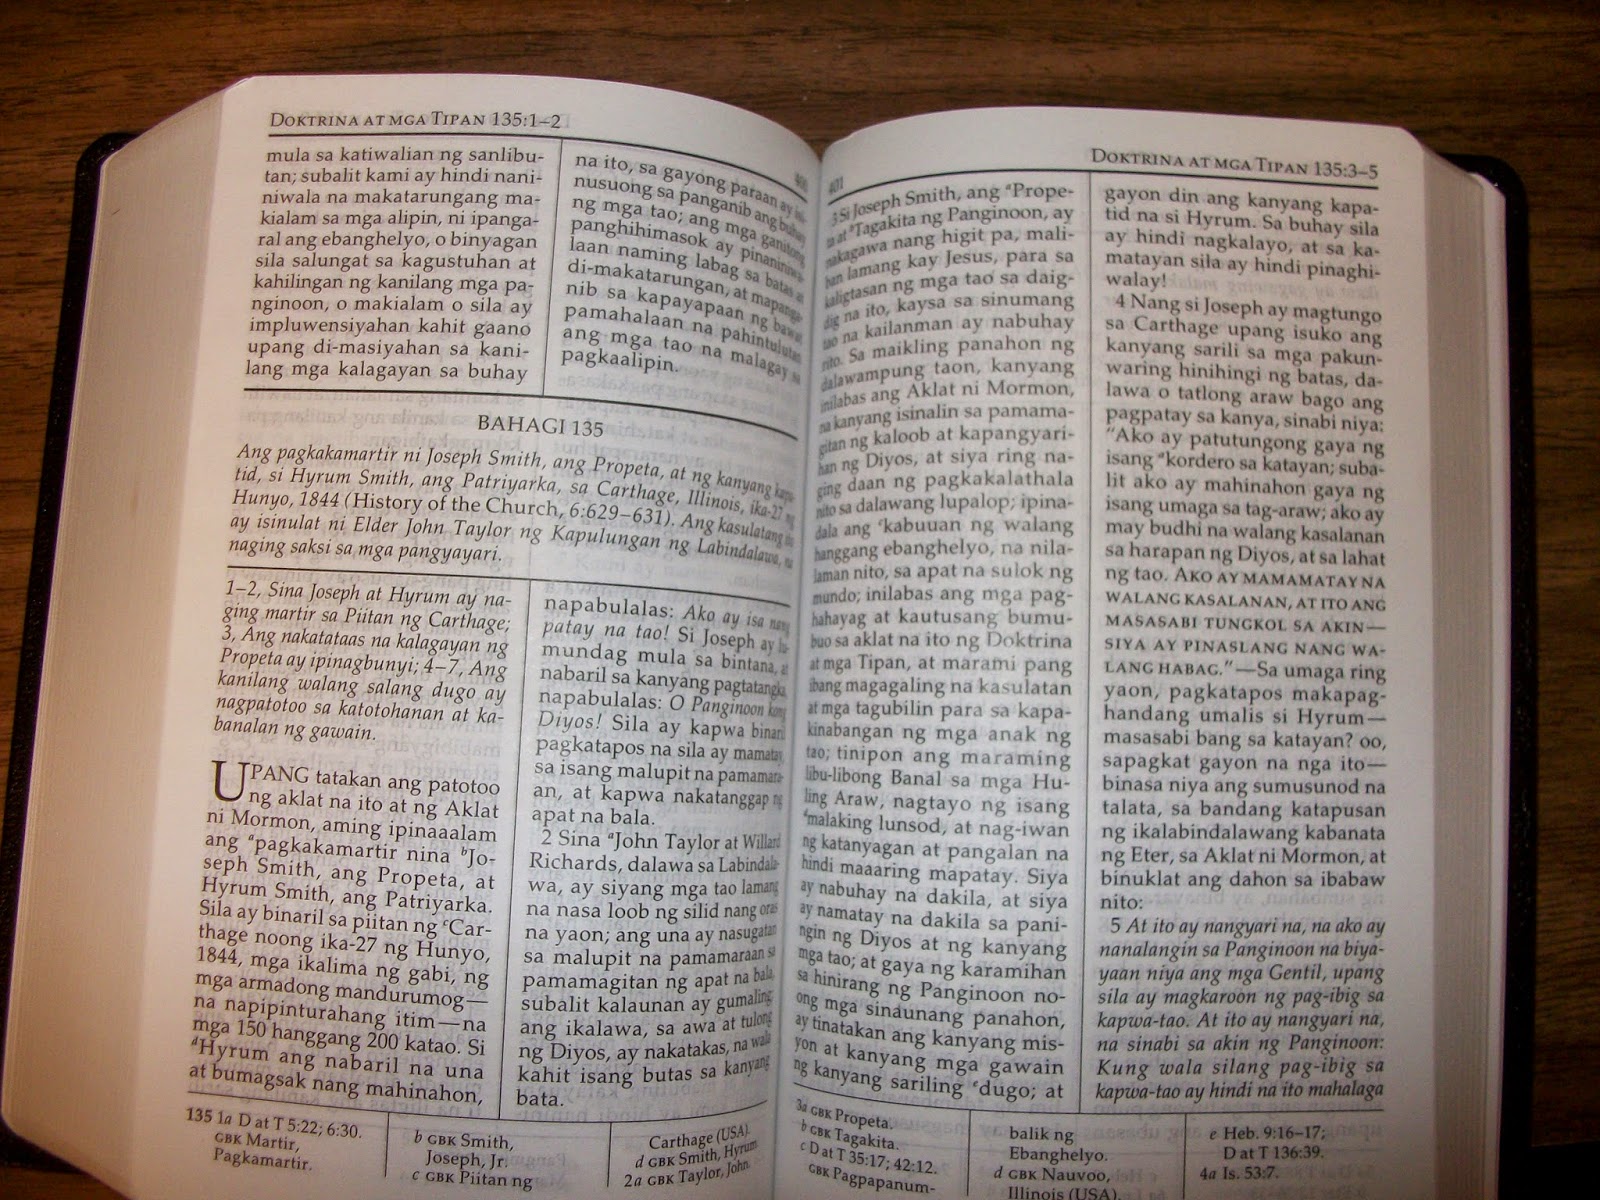 DOKTRINA AT MGA TIPAN 135:1–2
mula sa katiwalian ng sanlibu-
tan; subalit kami ay hindi nani-
niwala na makatarungang ma-
kialam sa mga alipin, ni ipanga-
ral ang ebanghelyo, o binyagan
sila salungat sa kagustuhan at
kahilingan ng kanilang mga pa-
nginoon, o makialam o sila ay
impluwensiyahan kahit gaano
upang di-masiyahan sa kani-
lang mga kalagayan sa buhay
na ito, sa gayong paraan ay
nusuong sa panganib ang buhay
ng mga tao; ang mga ganitong
panghihimasok ay pinaniniwa-
laan naming labag sa batas at
di-makatarungan, at mapanga-
nib sa kapayapaan ng bawat
pamahalaan na pahintulutan
ang mga tao na malagay sa
pagkaalipin.
BAHAGI 135
Ang pagkakamartir ni Joseph Smith, ang Propeta, at ng kanyang kapa-
tid, si Hyrum Smith, ang Patriyarka, sa Carthage, Illinois, ika-27 ng
Hunyo, 1844 (History of the Church, 6:629–631). Ang kasulatang
ay isinulat ni Elder John Taylor ng Kapulungan ng Labindalawa, na
naging saksi sa mga pangyayari.
1–2, Sina Joseph at Hyrum ay na-
ging martir sa Piitan ng Carthage;
3, Ang nakatataas na kalagayan ng
Propeta ay ipinagbunyi; 4–7, Ang
kanilang walang salang dugo ay
nagpatotoo sa katotohanan at ka-
banalan ng gawain.
UPANG tatakan ang patotoo
ng aklat na ito at ng Aklat
ni Mormon, aming ipinaaalam
ang ᵃpagkakamartir nina ᵇJo-
seph Smith, ang Propeta, at
Hyrum Smith, ang Patriyarka.
Sila ay binaril sa piitan ng ᶜCar-
thage noong ika-27 ng Hunyo,
1844, mga ikalima ng gabi, ng
mga armadong mandurumog—
na napipinturahang itim—na
mga 150 hanggang 200 katao. Si
ᵈHyrum ang nabaril na una
at bumagsak nang mahinahon,
napabulalas: Ako ay isa nang
patay na tao! Si Joseph ay lu-
mundag mula sa bintana, at
nabaril sa kanyang pagtatangka,
napabulalas: O Panginoon kong
Diyos! Sila ay kapwa binaril
pagkatapos na sila ay mamatay,
sa isang malupit na pamamara-
an, at kapwa nakatanggap ng
apat na bala.
2 Sina ᵃJohn Taylor at Willard
Richards, dalawa sa Labindala-
wa, ay siyang mga tao lamang
na nasa loob ng silid nang oras
na yaon; ang una ay nasugatan
sa malupit na pamamaraan sa
pamamagitan ng apat na bala,
subalit kalaunan ay gumaling;
ang ikalawa, sa awa at tulong
ng Diyos, ay nakatakas, na wala
kahit isang butas sa kanyang
bata.
135 1a D at T 5:22; 6:30.
GBK Martir,
Pagkamartir.
b GBK Smith,
Joseph, Jr.
c GBK Piitan ng
Carthage (USA).
d GBK Smith, Hyrum
2a GBK Taylor, John.
401
DOKTRINA AT MGA TIPAN 135:3–5
3 Si Joseph Smith, ang ᵃPrope-
ta at ᵇTagakita ng Panginoon, ay
nakagawa nang higit pa, mali-
ban lamang kay Jesus, para sa
kaligtasan ng mga tao sa daig-
dig na ito, kaysa sa sinumang
tao na kailanman ay nabuhay
rito. Sa maikling panahon ng
dalawampung taon, kanyang
inilabas ang Aklat ni Mormon,
na kanyang isinalin sa pamama-
gitan ng kaloob at kapangyari-
han ng Diyos, at siya ring na-
ging daan ng pagkakalathala
nito sa dalawang lupalop; ipina-
dala ang ᶜkabuuan ng walang
hanggang ebanghelyo, na nila-
laman nito, sa apat na sulok ng
mundo; inilabas ang mga pag-
hahayag at kautusang bumu-
buo sa aklat na ito ng Doktrina
at mga Tipan, at marami pang
ibang magagaling na kasulatan
at mga tagubilin para sa kapa-
kinabangan ng mga anak ng
tao; tinipon ang maraming
libu-libong Banal sa mga Hu-
ling Araw, nagtayo ng isang
ᵈmalaking lunsod, at nag-iwan
ng katanyagan at pangalan na
hindi maaaring mapatay. Siya
ay nabuhay na dakila, at siya
ay namatay na dakila sa pani-
ngin ng Diyos at ng kanyang
mga tao; at gaya ng karamihan
sa hinirang ng Panginoon no-
ong mga sindunang panahon,
ay tinatakan ang kanyang mis-
yon at kanyang mga gawain
ng kanyang sariling ᵉdugo; at
gayon din ang kanyang kapa-
tid na si Hyrum. Sa buhay sila
ay hindi nagkalayo, at sa ka-
matayan sila ay hindi pinaghi-
walay!
4 Nang si Joseph ay magtungo
sa Carthage upang isuko ang
kanyang sarili sa mga pakun-
waring hinihingi ng batas, da-
lawa o tatlong araw bago ang
pagpatay sa kanya, sinabi niya:
“Ako ay patutungong gaya ng
isang ᵃkordero sa katayan; suba-
lit ako ay mahinahon gaya ng
isang umaga sa tag-araw; ako ay
may budhi na walang kasalanan
sa harapan ng Diyos, at sa lahat
ng tao. AKO AY MAMAMATAY NA
WALANG KASALANAN, AT ITO ANG
MASASABI TUNGKOL SA AKIN—
SIYA AY PINASLANG NANG WA-
LANG HABAG.”—Sa umaga ring
yaon, pagkatapos makapag-
handang umalis si Hyrum—
masasabi bang sa katayan? oo,
sapagkat gayon na nga ito—
binasa niya ang sumusunod na
talata, sa bandang katapusan
ng ikalabindalawang kabanata
ng Eter, sa Aklat ni Mormon, at
binuklat ang dahon sa ibabaw
nito:
5 At ito ay nangyari na, na ako ay
nanalangin sa Panginoon na biya-
yaan niya ang mga Gentil, upang
sila ay magkaroon ng pag-ibig sa
kapwa-tao. At ito ay nangyari na,
na sinabi sa akin ng Panginoon:
Kung wala silang pag-ibig sa
kapwa-tao ay hindi na ito mahalaga
3a GBK Propeta.
b GBK Tagakita.
c D at T 35:17; 42:12.
GBK Pagpapanum-
balik ng
Ebanghelyo.
d GBK Nauvoo,
Illinois (USA).
e Heb. 9:16–17;
D at T 136:39.
4a Is. 53:7.